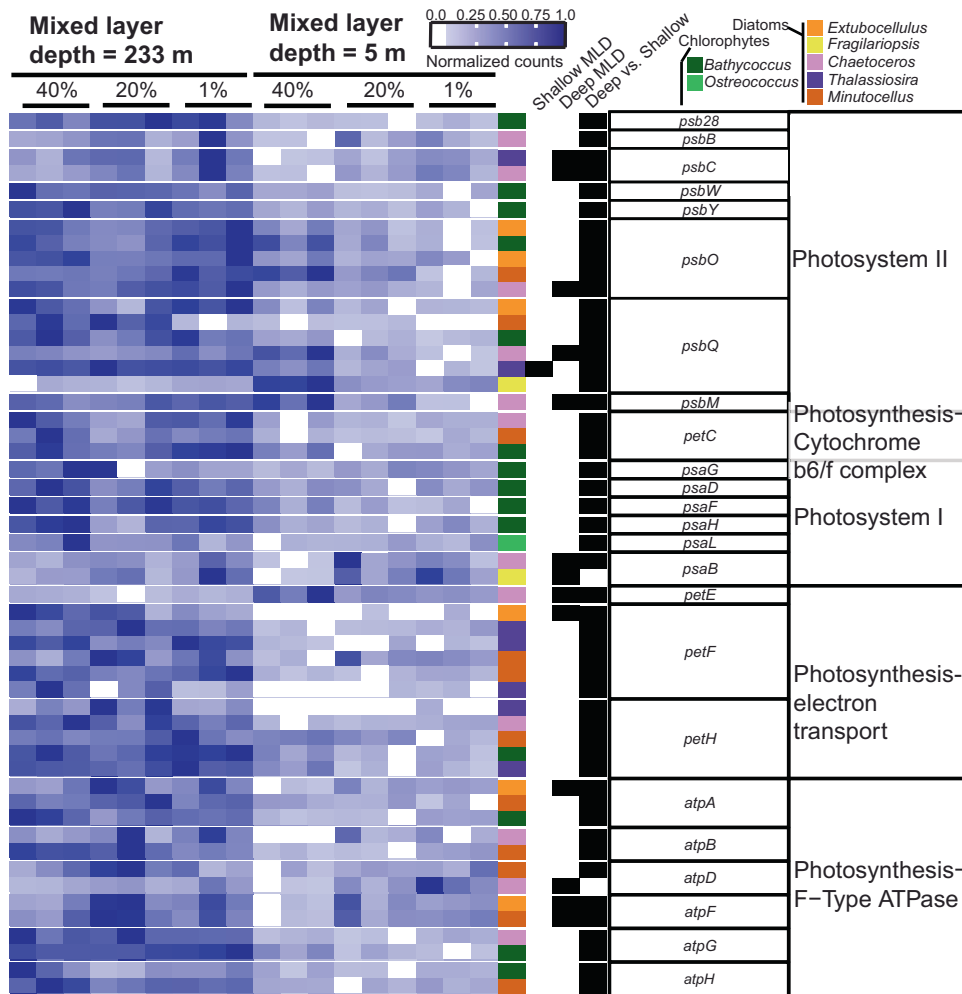 Mixed layer
depth = 233 m
Mixed layer
depth = 5 m
0.0 0.25 0.50 0.75 1.0
Normalized counts
Shallow MLD
Deep MLD
Deep vs. Shallow
Chlorophytes
Bathycoccus
Ostreococcus
Diatoms
Extubocellulus
Fragilariopsis
Chaetoceros
Thalassiosira
Minutocellus
40% 20% 1% 40% 20% 1%
psb28
psbB
psbC
psbW
psbY
psbO
psbQ
psbM
petC
psaG
psaD
psaF
psaH
psaL
psaB
petE
petF
petH
atpA
atpB
atpD
atpF
atpG
atpH
Photosystem II
Photosynthesis−
Cytochrome
b6/f complex
Photosystem I
Photosynthesis-
electron
transport
Photosynthesis−
F−Type ATPase